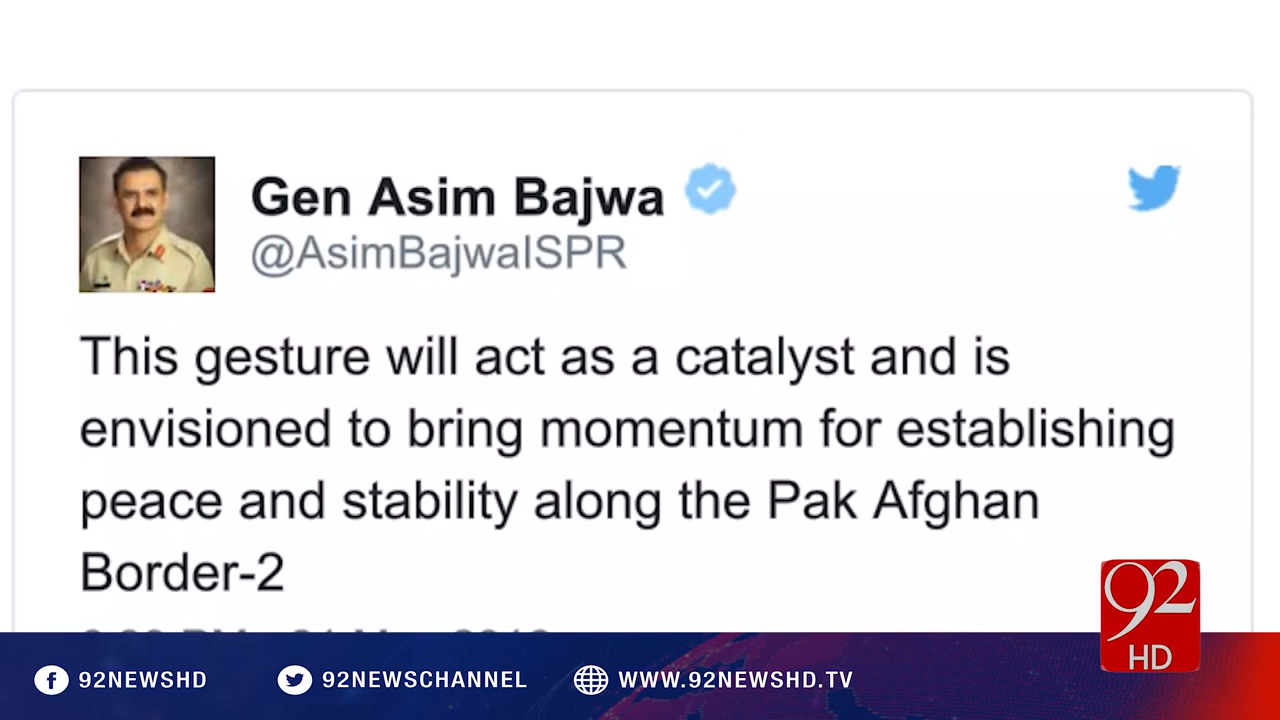 Gen Asim Bajwa
@AsimBajwaISPR
This gesture will act as a catalyst and is
envisioned to bring momentum for establishing
peace and stability along the Pak Afghan
Border-2
92
HD
92NEWSHD
92NEWSCHANNEL
WWW.92NEWSHD.TV